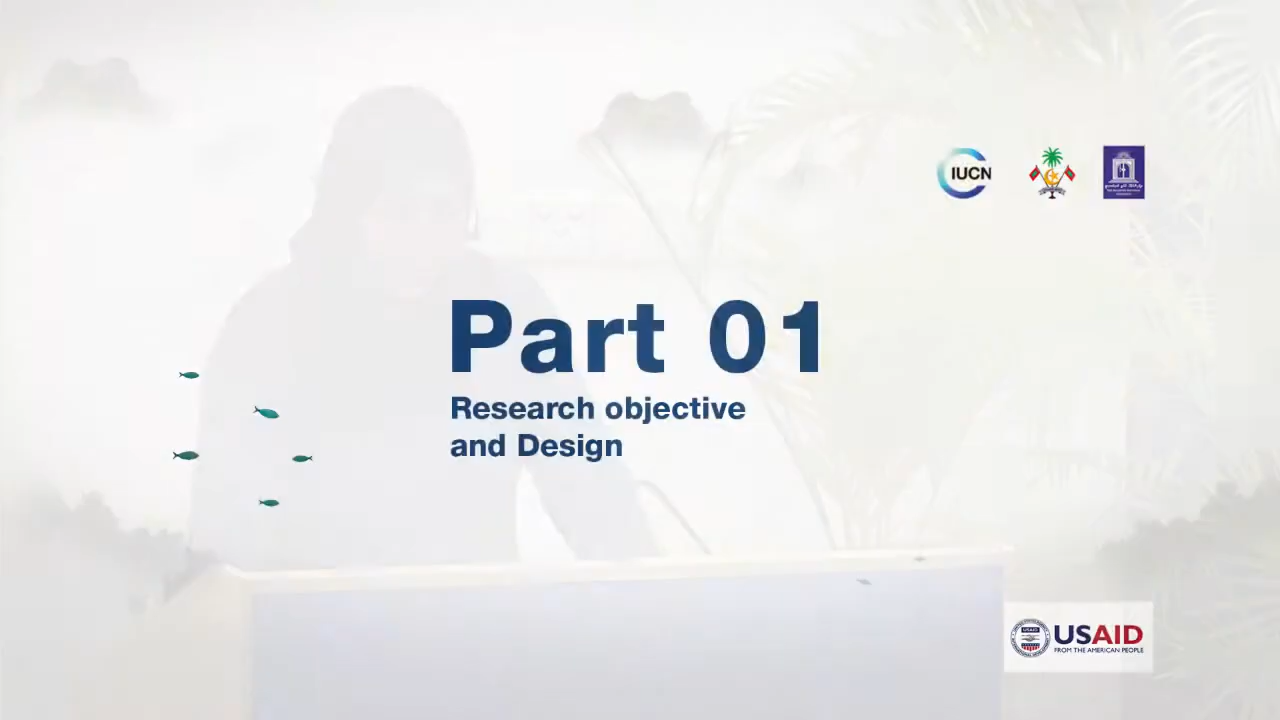 IUCN
Part 01
Research objective
and Design
USAID
FROM THE AMERICAN PEOPLE